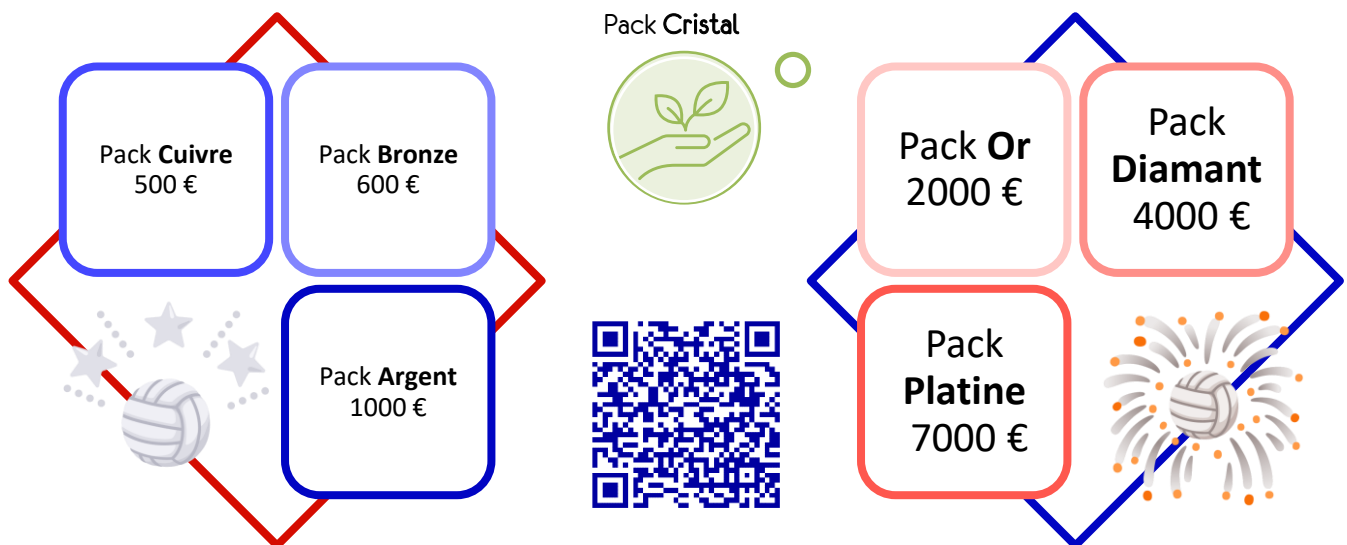 Pack Cuivre
500 €
Pack Bronze
600 €
Pack Argent
1000 €
Pack Cristal
Pack Or
2000 €
Pack
Diamant
4000 €
Pack
Platine
7000 €